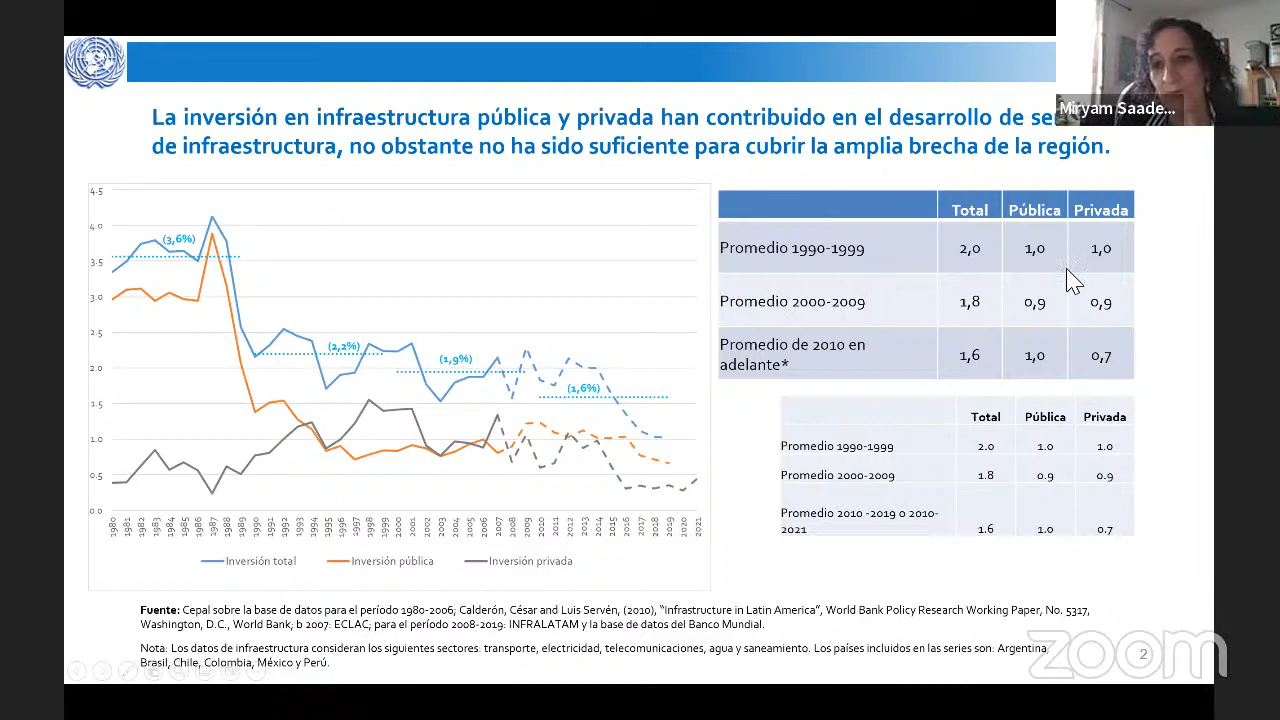 Miryam Saade...
La inversión en infraestructura pública y privada han contribuido en el desarrollo de
de infraestructura, no obstante no ha sido suficiente para cubrir la amplia brecha de la región.
4.5
4.0
3.5
3.0
2.5
2.0
1.5
1.0
0.5
0.0
(3,6%)
(2,2%)
(1,9%)
(1,6%)
1980 1981 1982 1983 1984 1985 1986 1987 1988 1989 1990 1991 1992 1993 1994 1995 1996 1997 1998 1999 2000 2001 2002 2003 2004 2005 2006 2007 2008 2009 2010 2011 2012 2013 2014 2015 2016 2017 2018 2019 2020 2021
Inversión total Inversión pública Inversión privada
Total Pública Privada
Promedio 1990-1999 2,0 1,0 1,0
Promedio 2000-2009 1,8 0,9 0,9
Promedio de 2010 en
adelante* 1,6 1,0 0,7
Total Pública Privada
Promedio 1990-1999 2.0 1.0 1.0
Promedio 2000-2009 1.8 0.9 0.9
Promedio 2010 -2019 o 2010-
2021 1.6 1.0 0.7
Fuente: Cepal sobre la base de datos para el período 1980-2006; Calderón, César and Luis Servén, (2010), “Infrastructure in Latin America”, World Bank Policy Research Working Paper, No. 5317,
Washington, D.C., World Bank; b 2007: ECLAC; para el período 2008-2019: INFRALATAM y la base de datos del Banco Mundial.
Nota: Los datos de infraestructura consideran los siguientes sectores: transporte, electricidad, telecomunicaciones, agua y saneamiento. Los países incluidos en las series son: Argentina,
Brasil, Chile, Colombia, México y Perú.
zoom
2